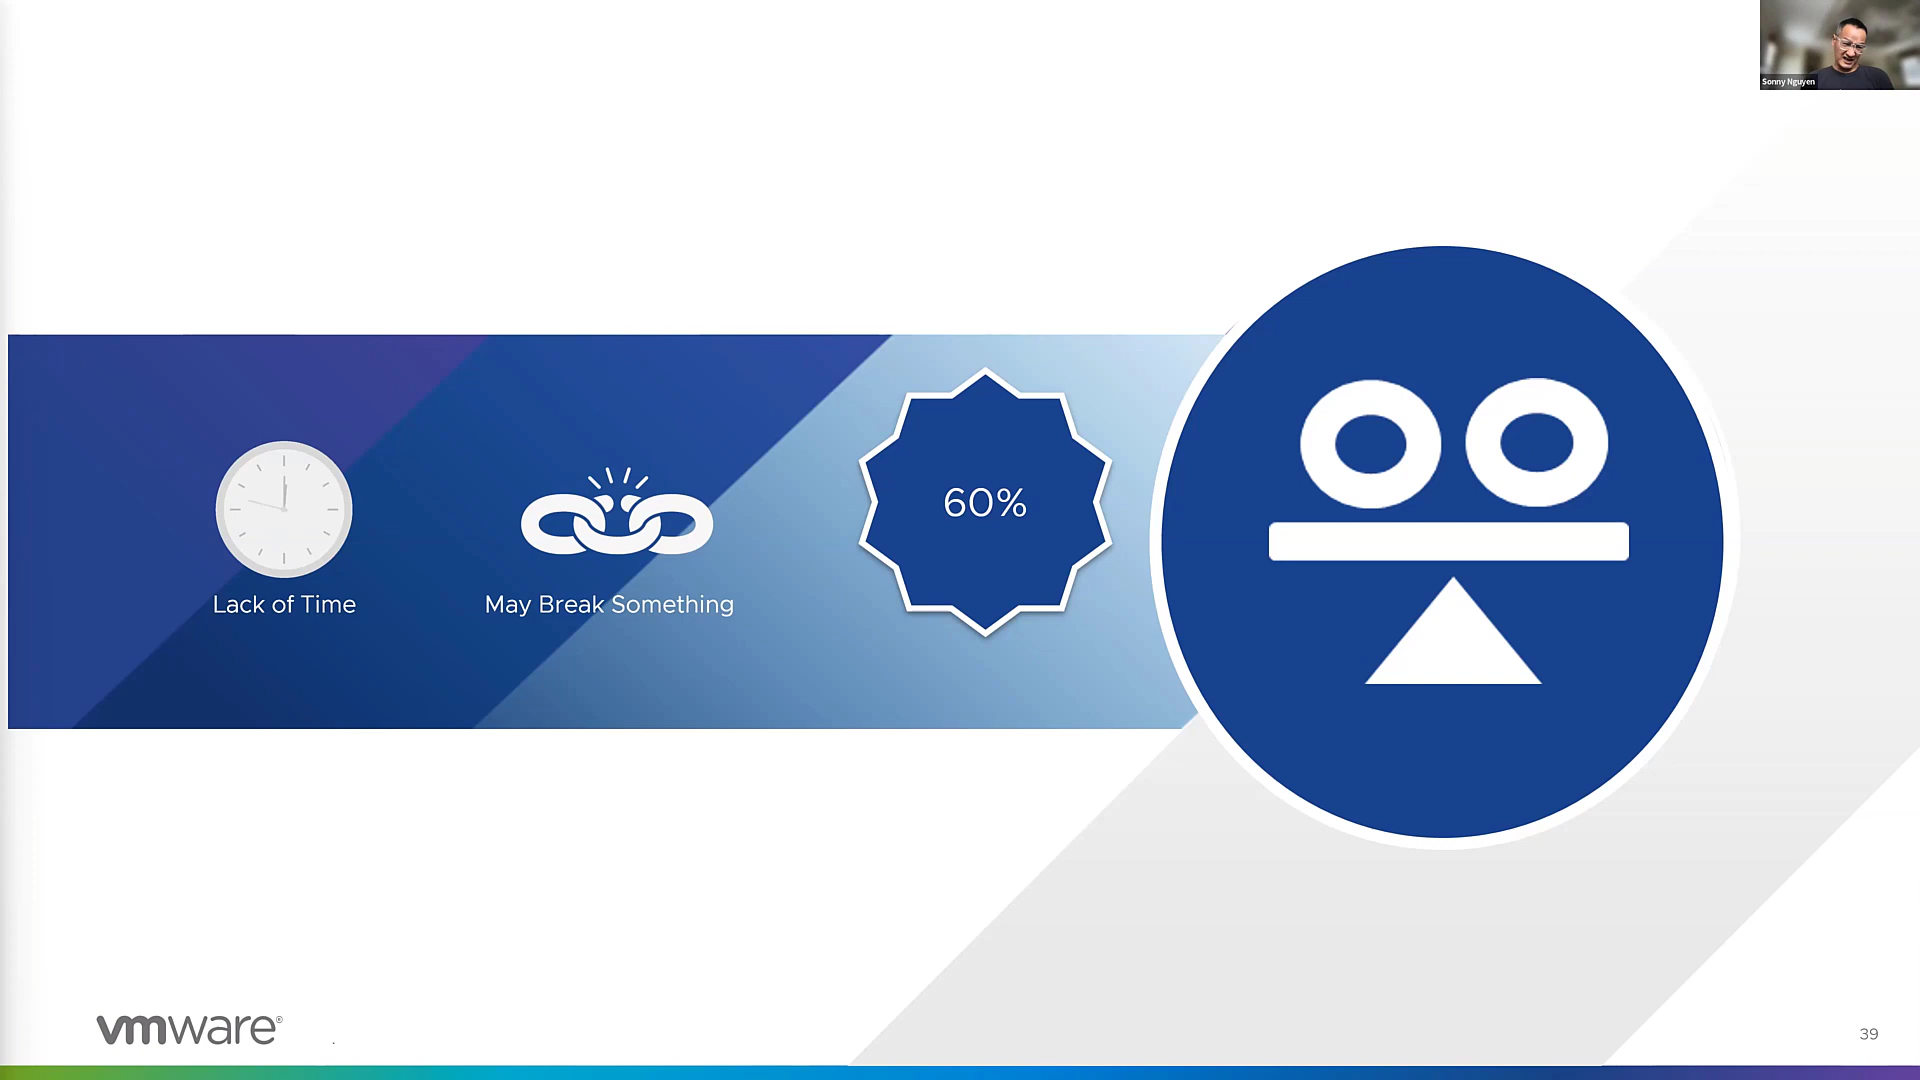 Sonny Nguyen
60%
Lack of Time
May Break Something
vmware®
.
39